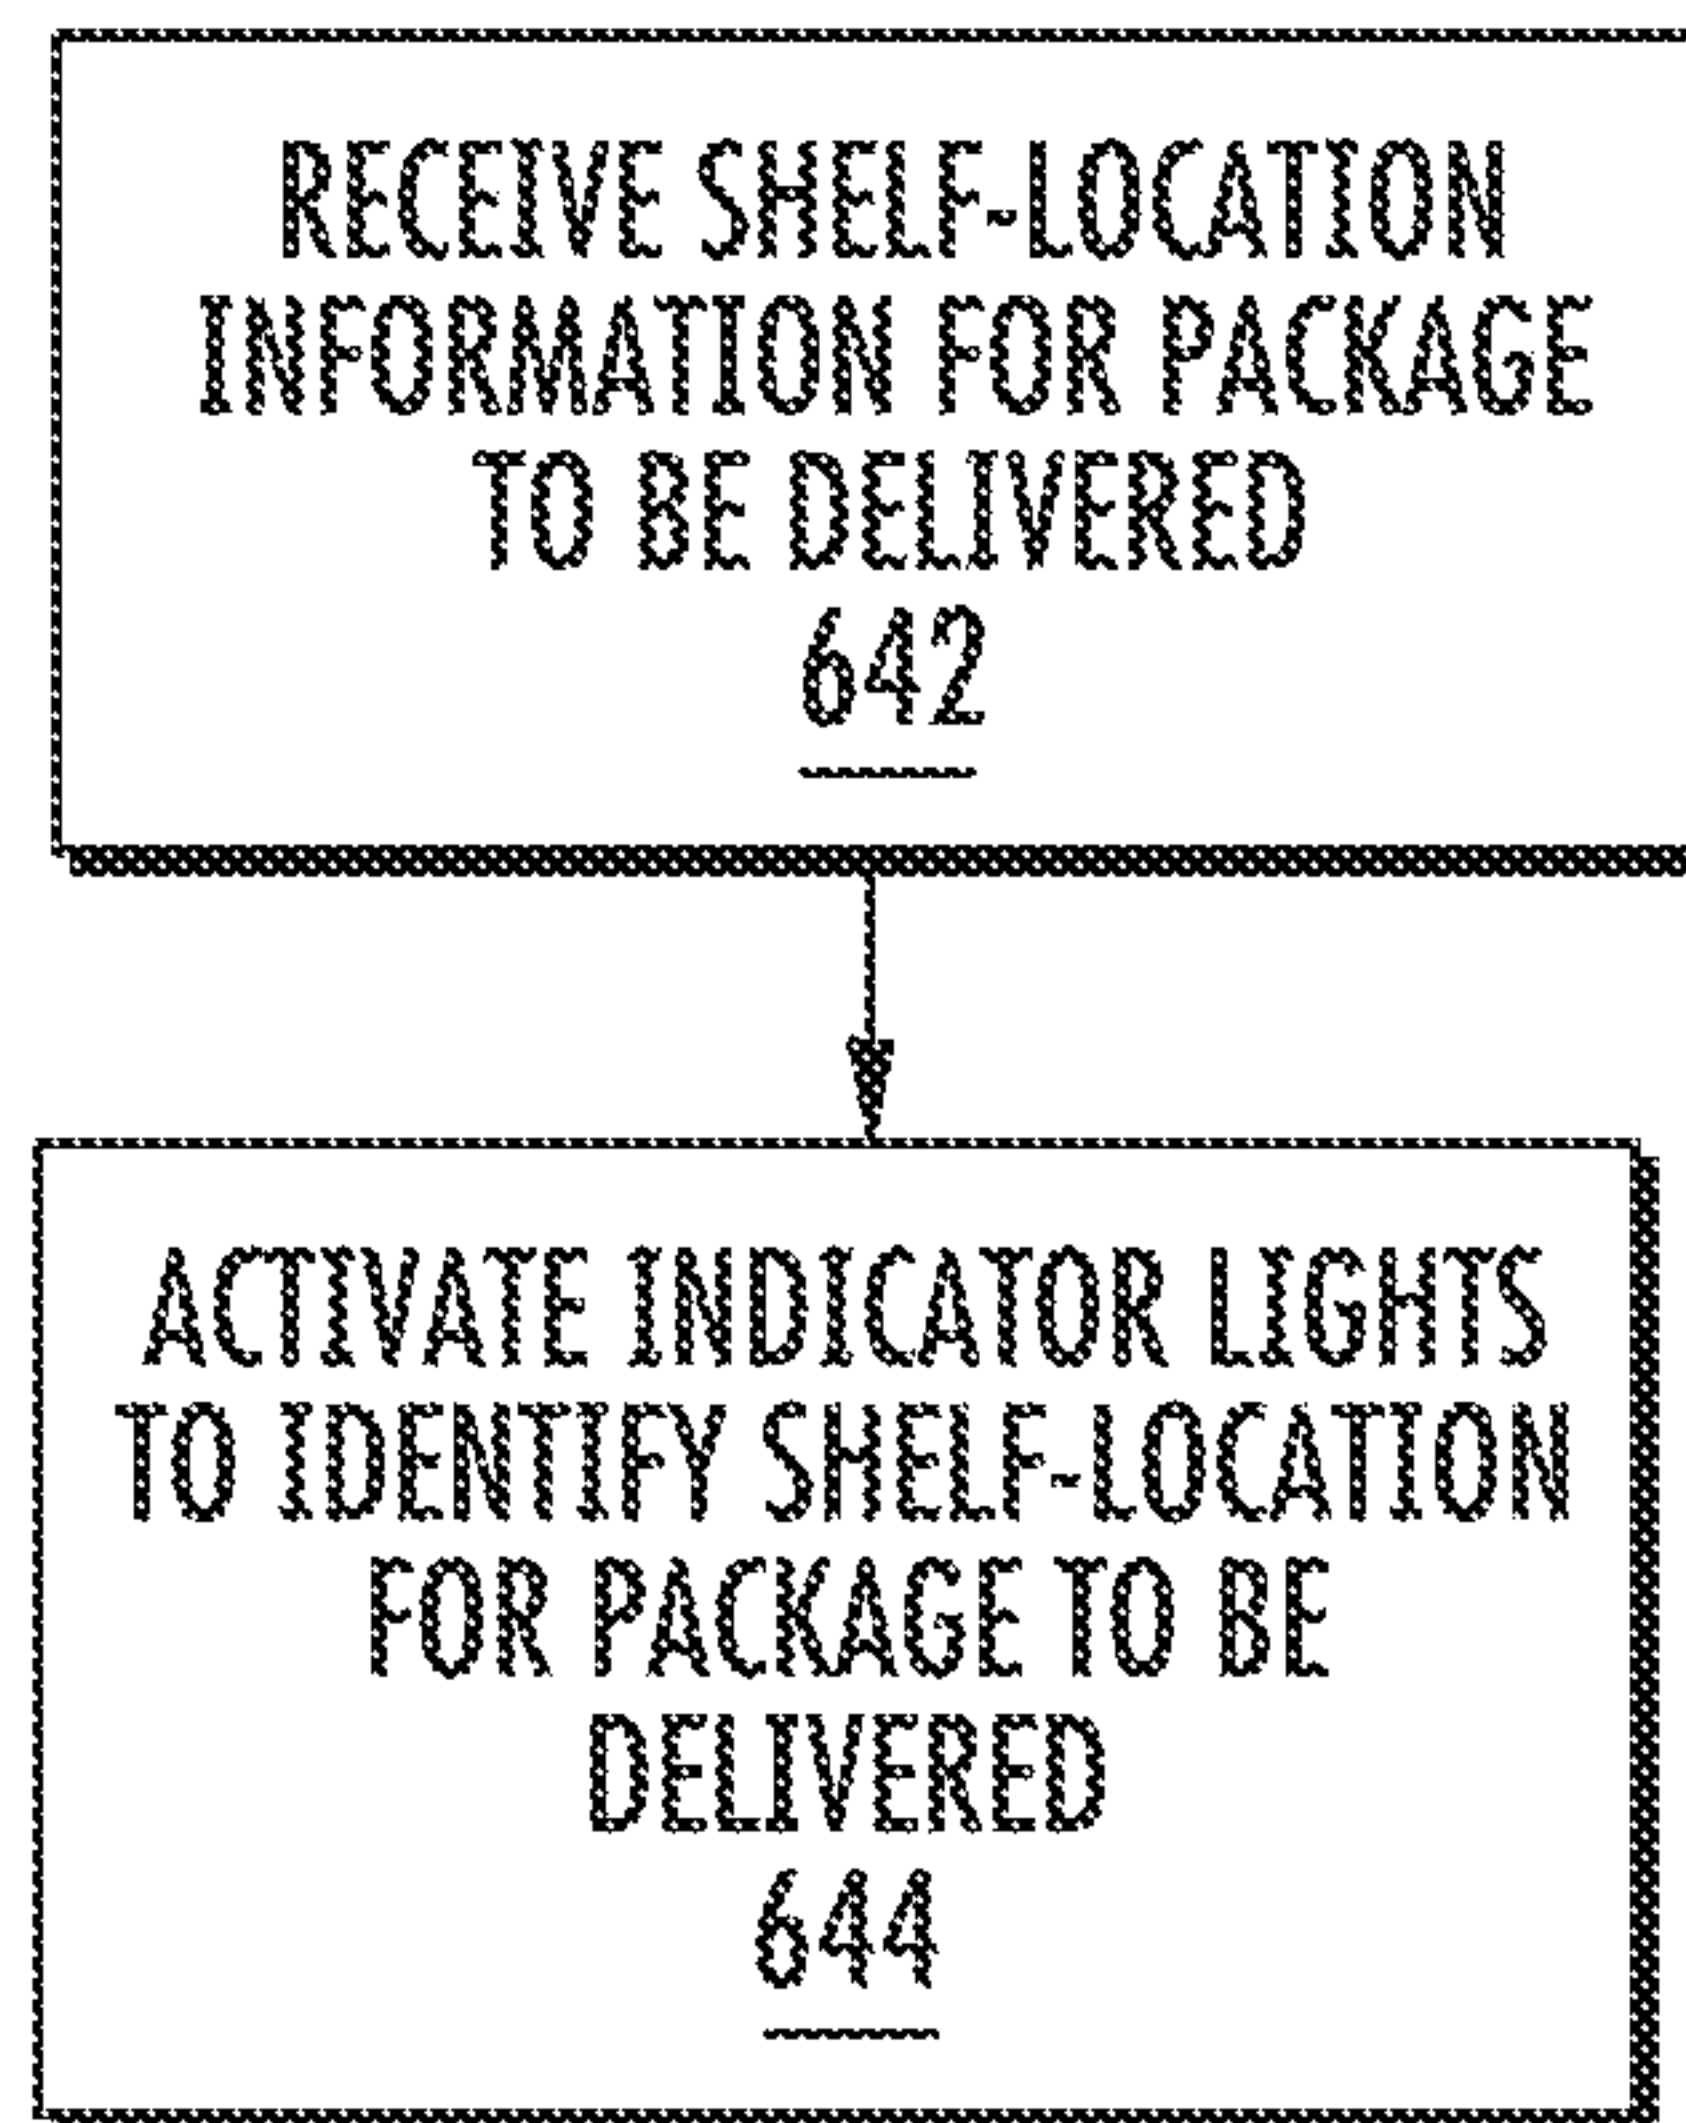 RECEIVE SHELF-LOCATION
INFORMATION FOR PACKAGE
TO BE DELIVERED
642
ACTIVATE INDICATOR LIGHTS
TO IDENTIFY SHELF-LOCATION
FOR PACKAGE TO BE
DELIVERED
644